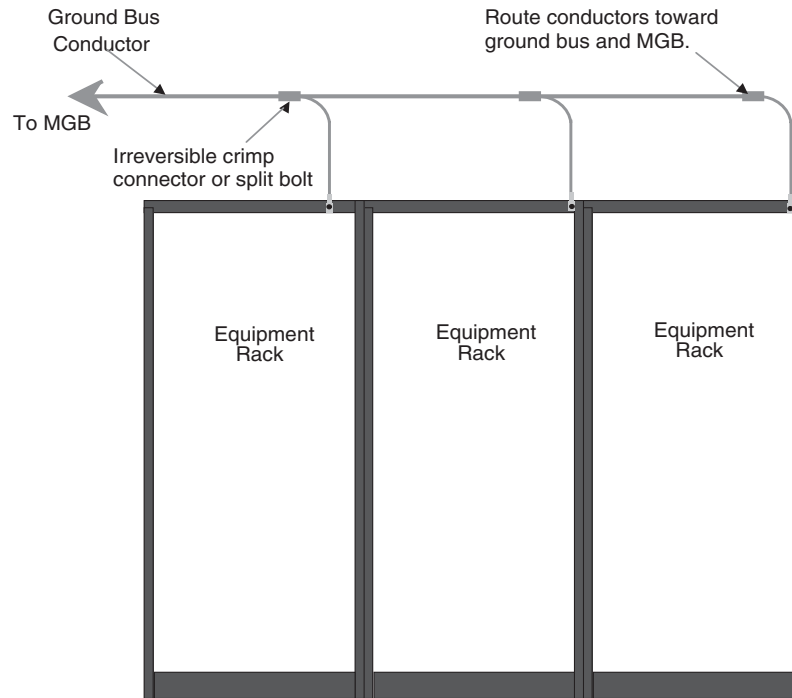 Ground Bus
Conductor
Route conductors toward
ground bus and MGB.
To MGB
Irreversible crimp
connector or split bolt
Equipment
Rack
Equipment
Rack
Equipment
Rack